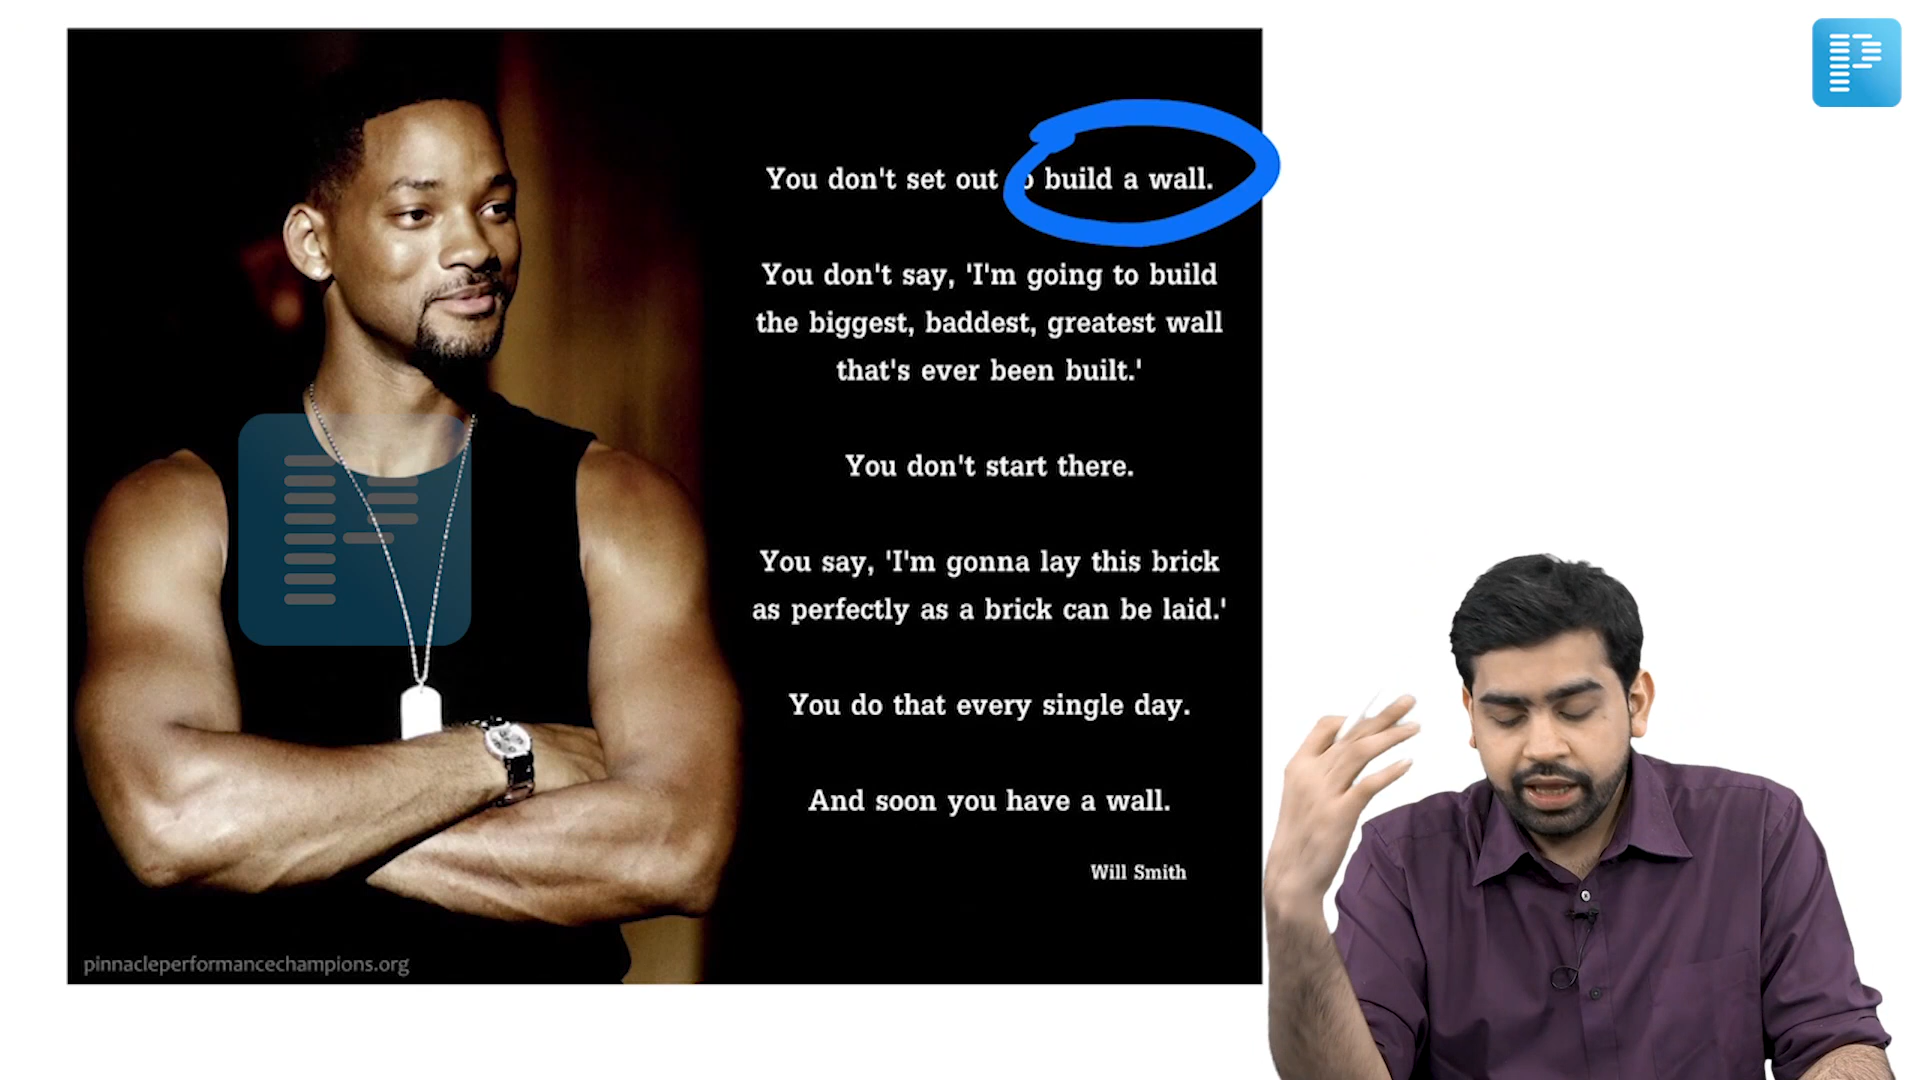 You don't set out to build a wall.
You don't say, 'I'm going to build
the biggest, baddest, greatest wall
that's ever been built.'
You don't start there.
You say, 'I'm gonna lay this brick
as perfectly as a brick can be laid.'
You do that every single day.
And soon you have a wall.
Will Smith
pinnacleperformancechampions.org